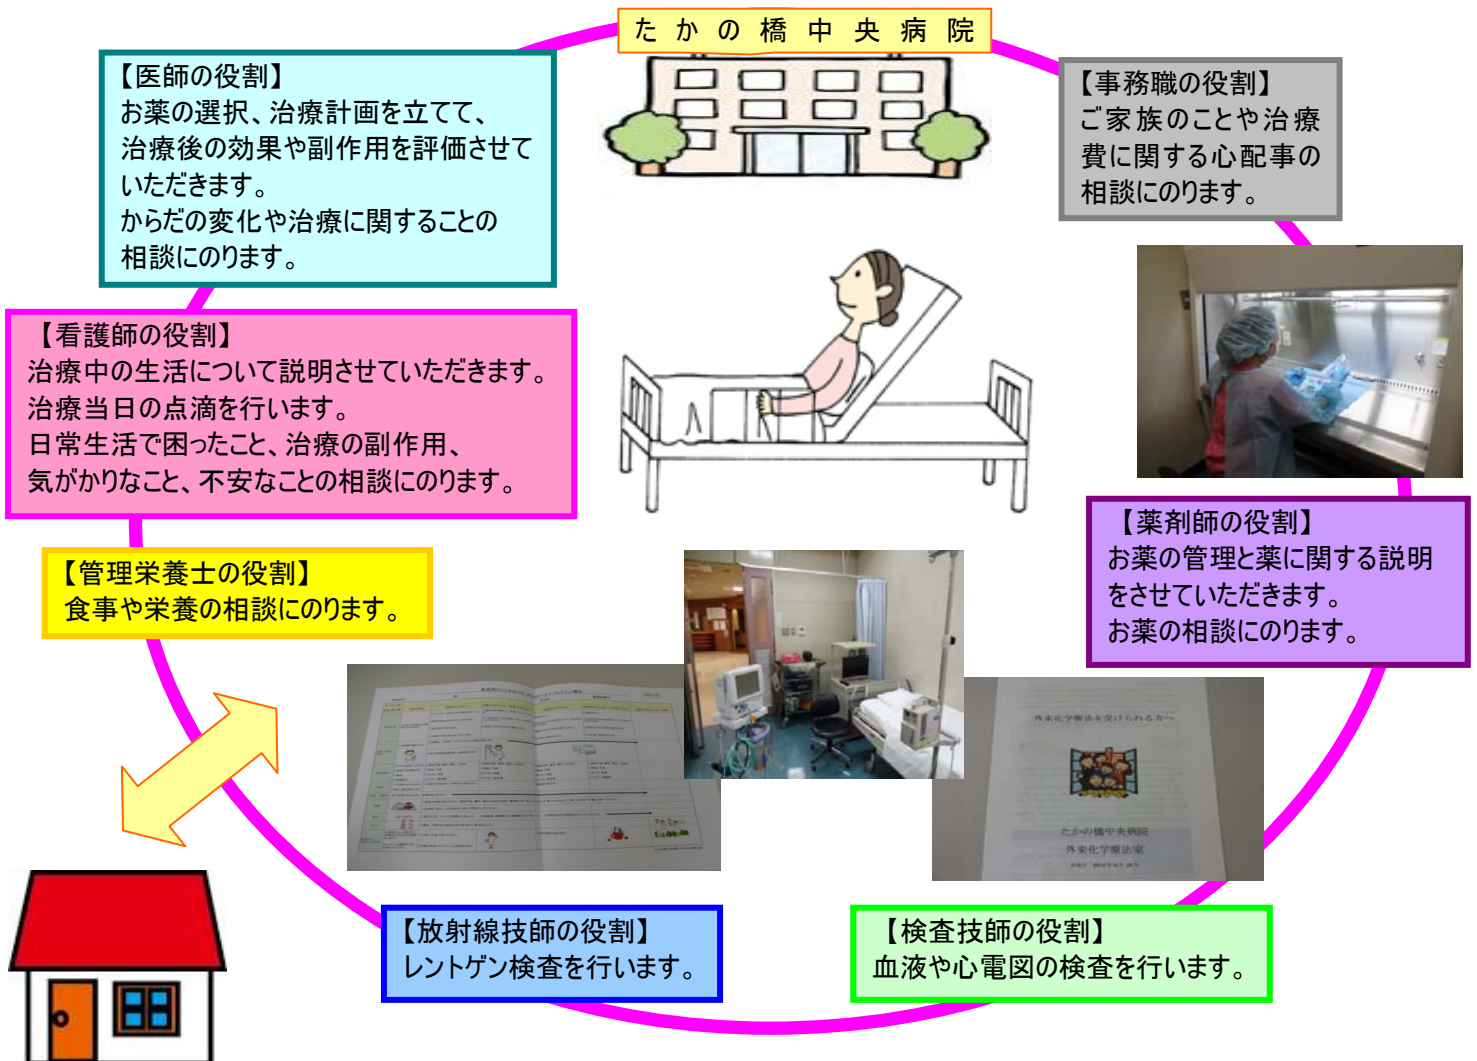 たかの橋中央病院
【医師の役割】
お薬の選択、治療計画を立てて、
治療後の効果や副作用を評価させて
いただきます。
からだの変化や治療に関することの
相談にのります。
【事務職の役割】
ご家族のことや治療
費に関する心配事の
相談にのります。
【看護師の役割】
治療中の生活について説明させていただきます。
治療当日の点滴を行います。
日常生活で困ったこと、治療の副作用、
気がかりなこと、不安なことの相談にのります。
【薬剤師の役割】
お薬の管理と薬に関する説明
をさせていただきます。
お薬の相談にのります。
【管理栄養士の役割】
食事や栄養の相談にのります。
外来化学療法を受けられる方へ
たかの橋中央病院
外来化学療法室
【放射線技師の役割】
レントゲン検査を行います。
【検査技師の役割】
血液や心電図の検査を行います。